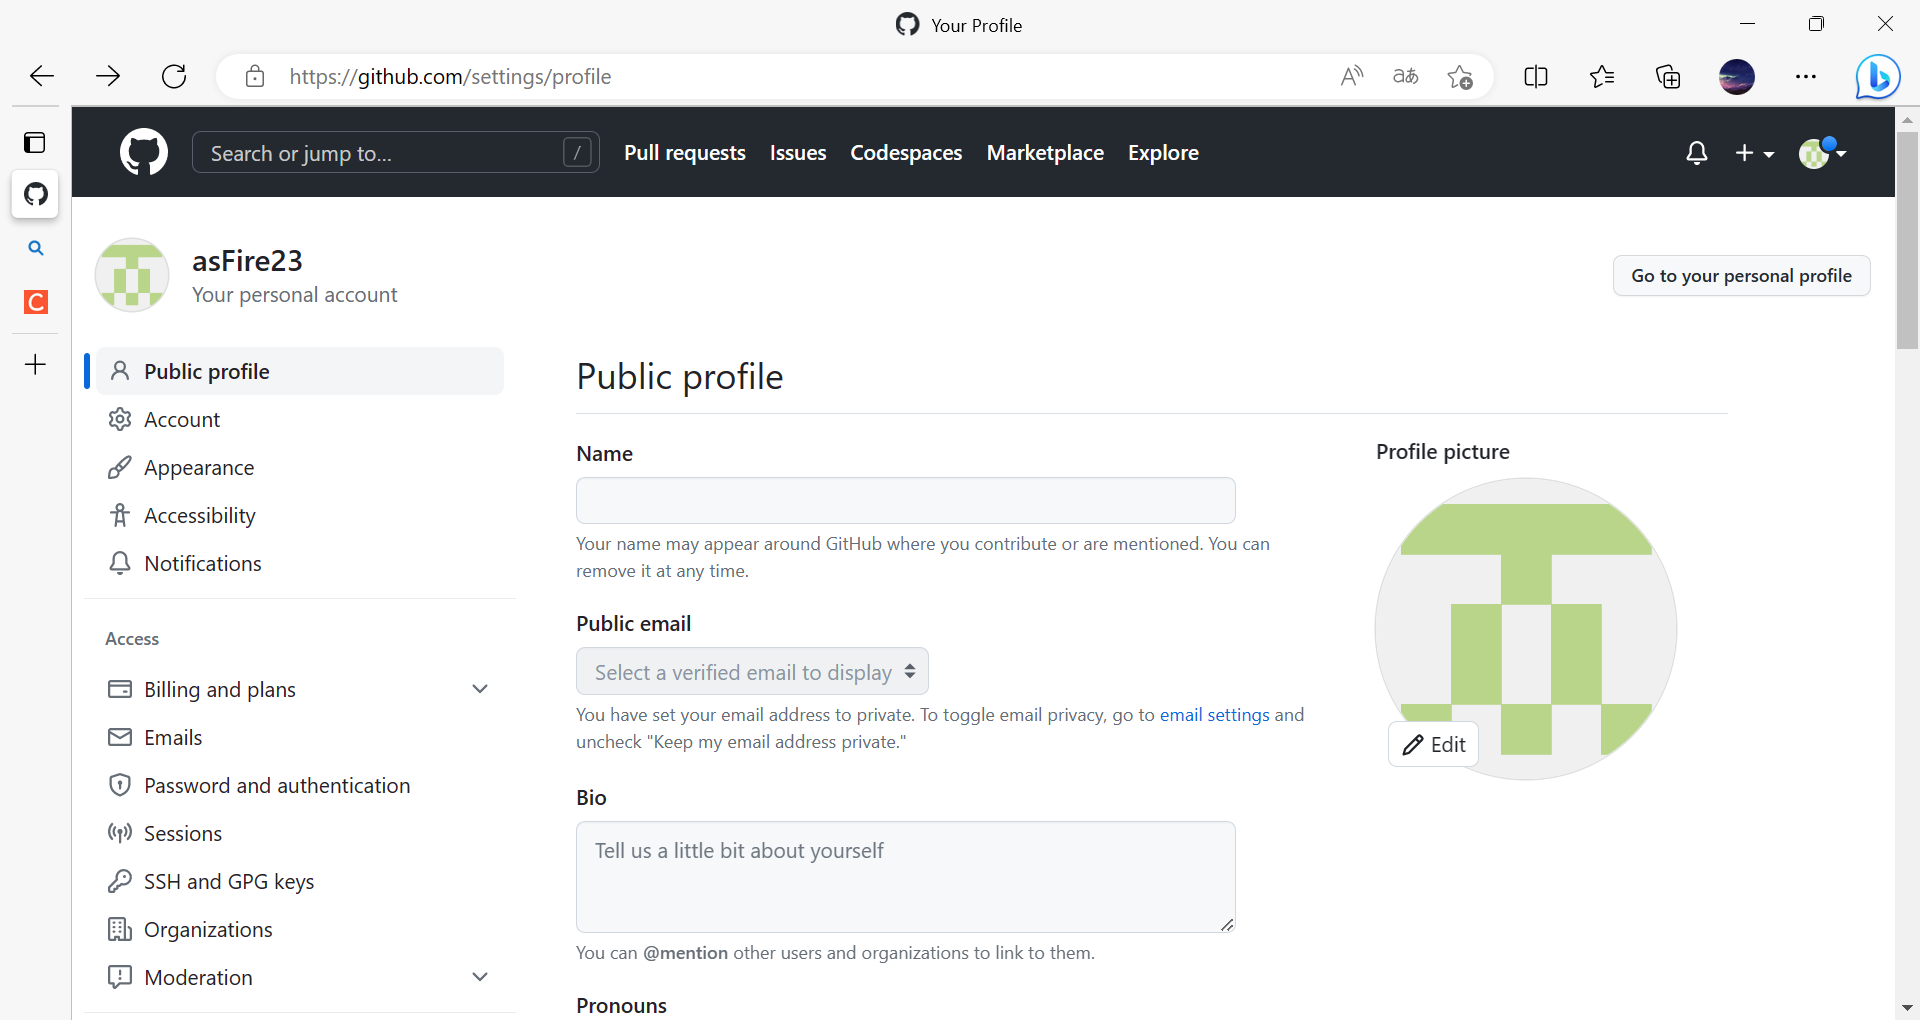 Your Profile
https://github.com/settings/profile
A
aあ
Search or jump to...
/
Pull requests
Issues
Codespaces
Marketplace
Explore
asFire23
Your personal account
Go to your personal profile
C
Public profile
Account
Appearance
Accessibility
Notifications
Access
Billing and plans
Emails
Password and authentication
Sessions
SSH and GPG keys
Organizations
Moderation
Public profile
Name
Your name may appear around GitHub where you contribute or are mentioned. You can
remove it at any time.
Public email
Select a verified email to display
You have set your email address to private. To toggle email privacy, go to email settings and
uncheck "Keep my email address private."
Bio
Tell us a little bit about yourself
You can @mention other users and organizations to link to them.
Pronouns
Profile picture
Edit